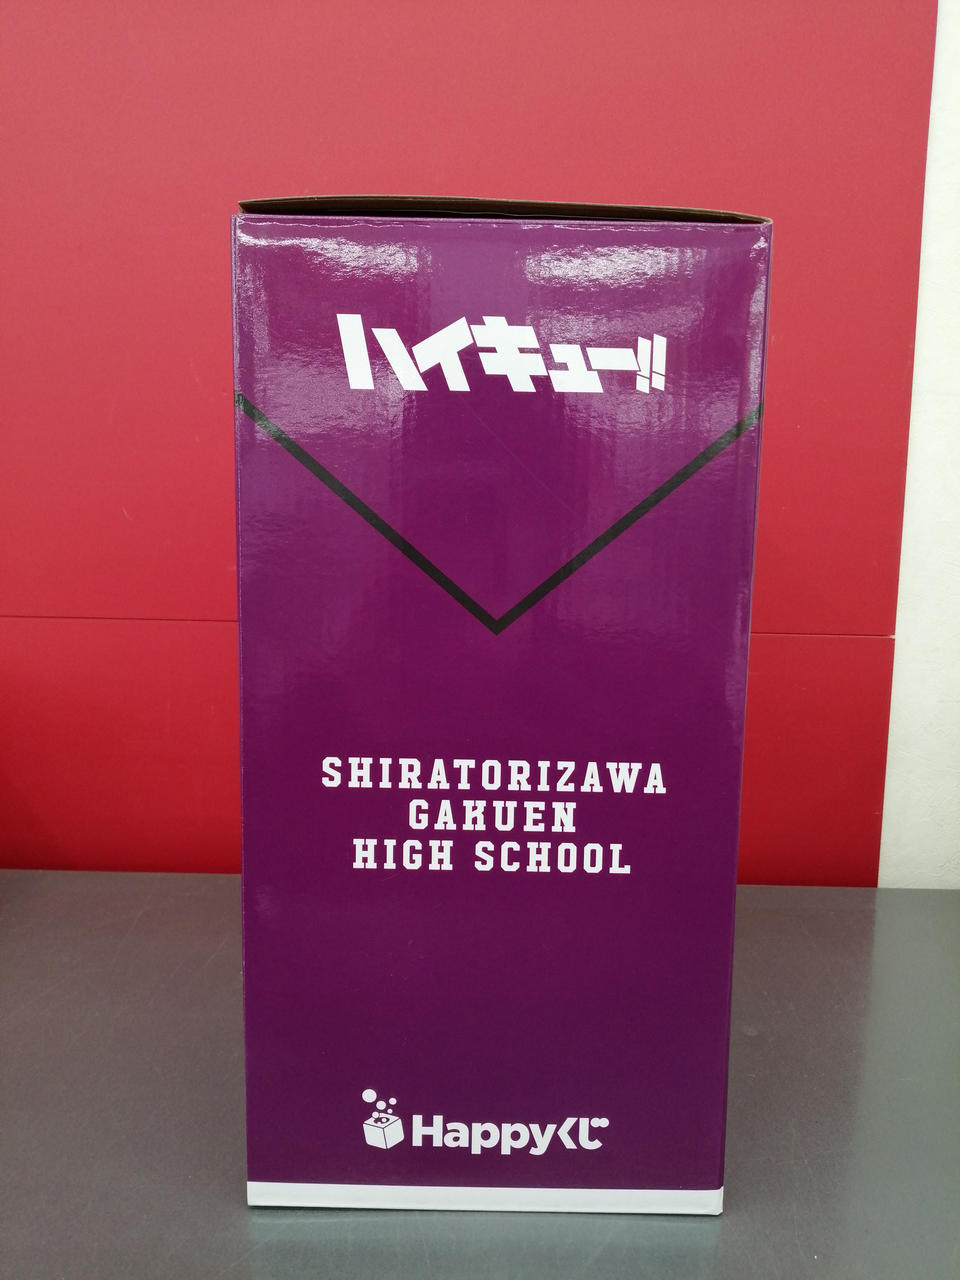 ハイキュー!!
SHIRATORIZAWA
GAKUEN
HIGH SCHOOL
Happyくじ